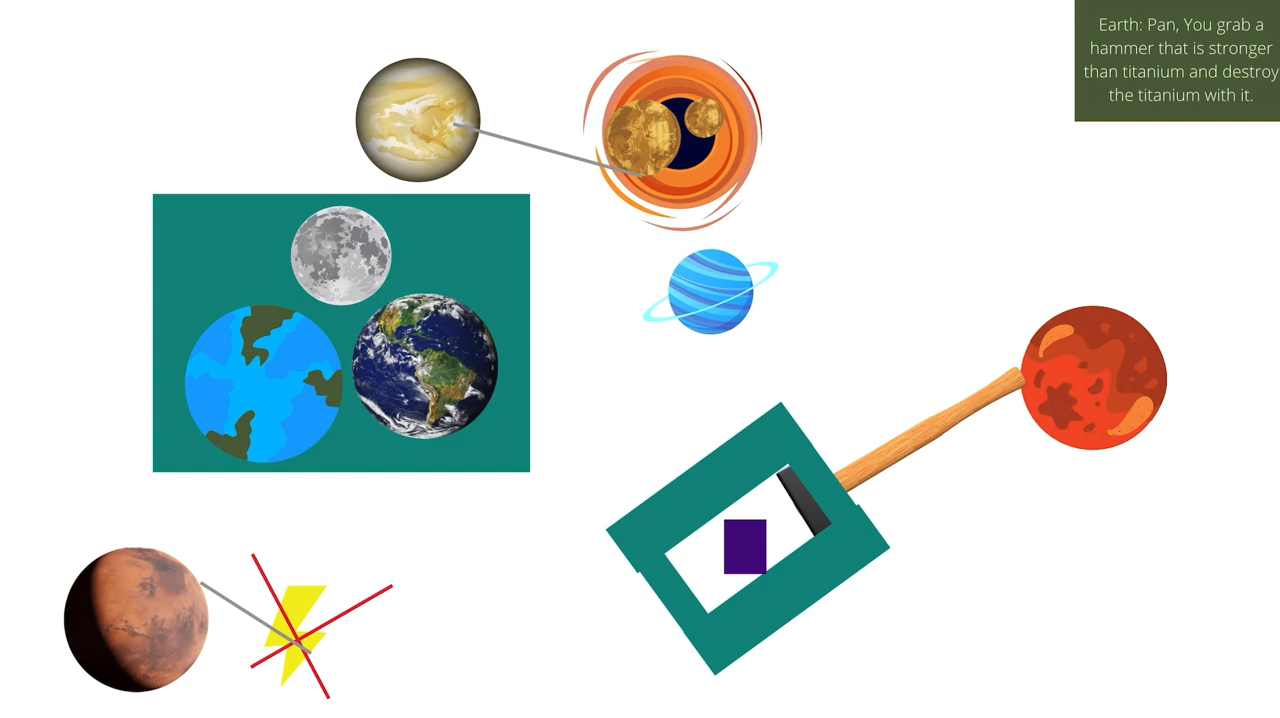 Earth: Pan, You grab a
hammer that is stronger
than titanium and destroy
the titanium with it.